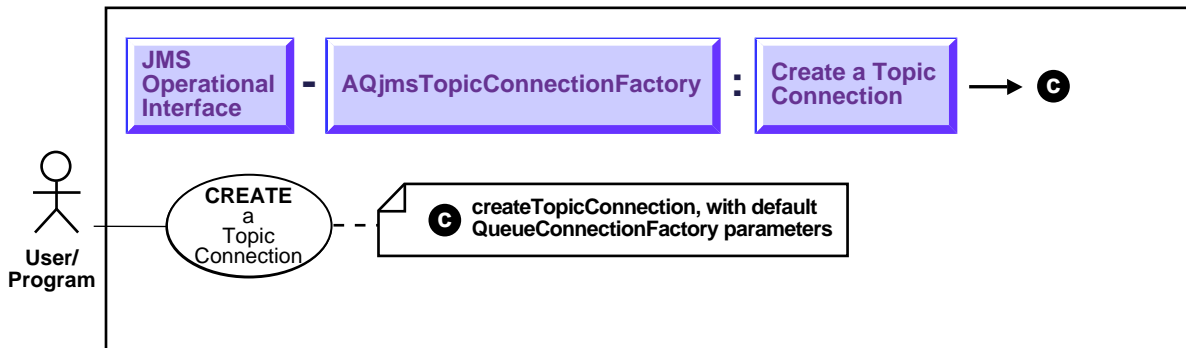 JMS
Operational
Interface
-
AQjmsTopicConnectionFactory
:
Create a Topic
Connection
C
CREATE
a
Topic
Connection
C
createTopicConnection, with default
QueueConnectionFactory parameters
User/
Program